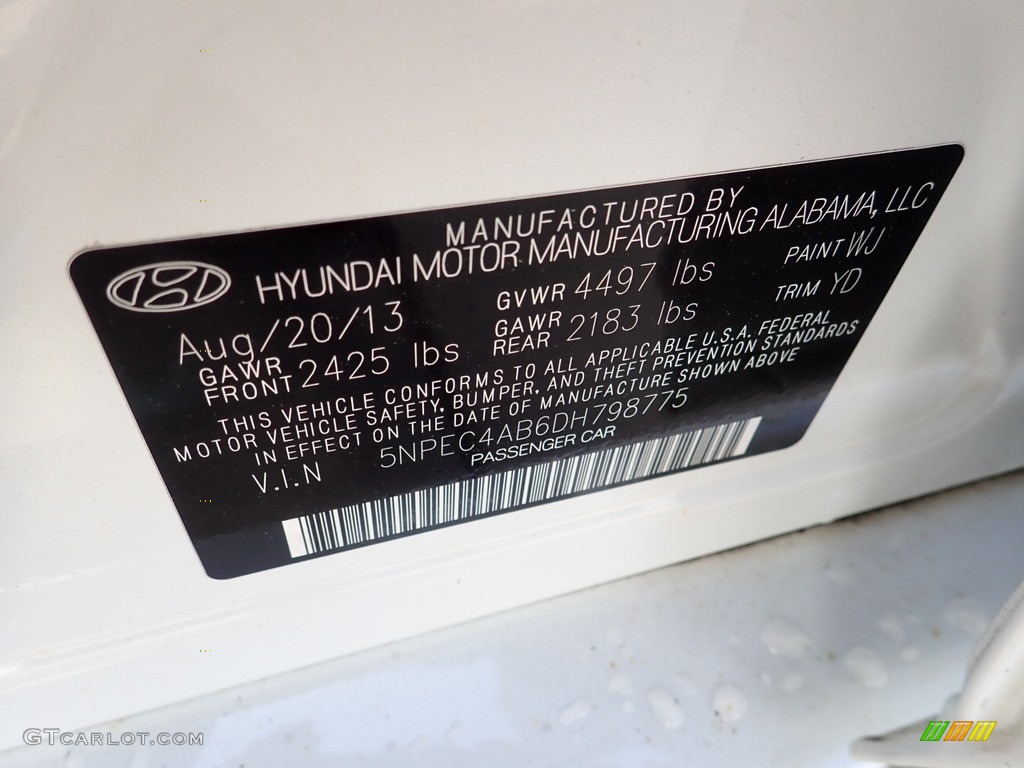 MANUFACTURED BY
HYUNDAI MOTOR MANUFACTURING ALABAMA, LLC
Aug/20/13 GVWR 4497 lbs PAINT WJ
GAWR FRONT 2425 lbs GAWR REAR 2183 lbs TRIM YD
THIS VEHICLE CONFORMS TO ALL APPLICABLE U.S.A. FEDERAL
MOTOR VEHICLE SAFETY, BUMPER, AND THEFT PREVENTION STANDARDS
IN EFFECT ON THE DATE OF MANUFACTURE SHOWN ABOVE
V.I.N 5NPEC4AB6DH798775
PASSENGER CAR
GTCARLOT.COM